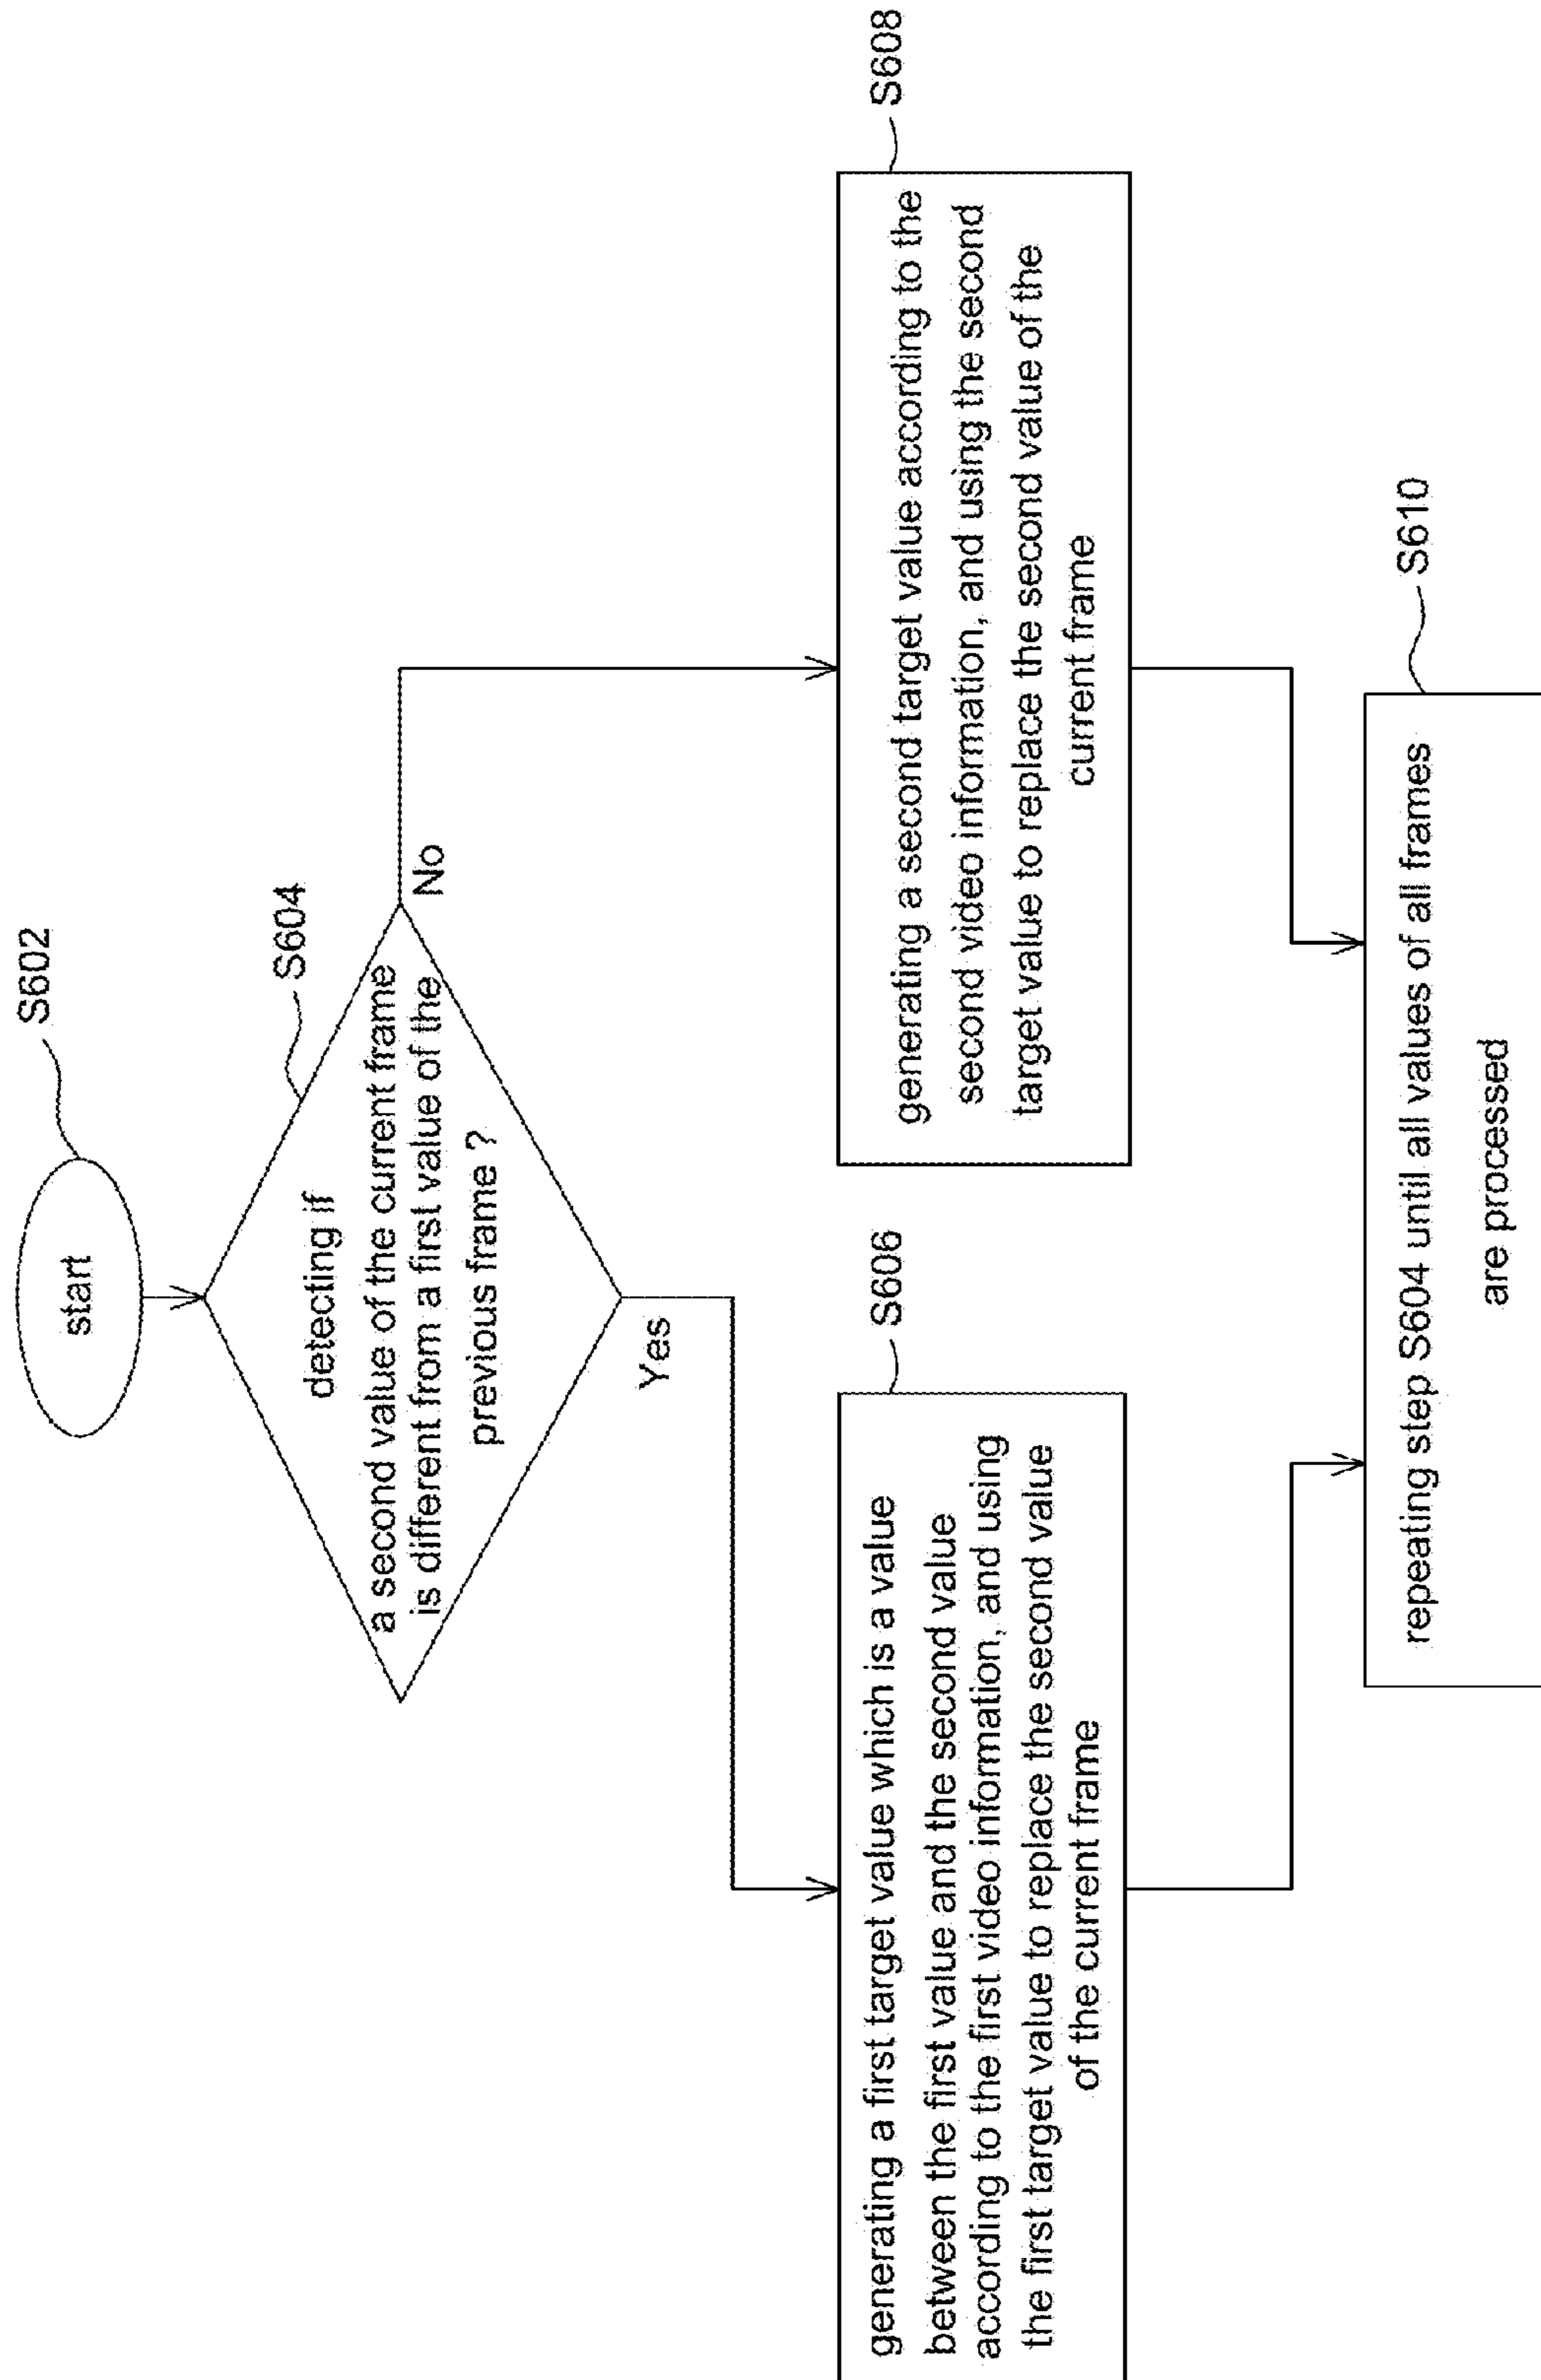 S602
start
S604
detecting if
a second value of the current frame
is different from a first value of the
previous frame ?
No
Yes
S606
generating a first target value which is a value
between the first value and the second value
according to the first video information, and using
the first target value to replace the second value
of the current frame
S608
generating a second target value according to the
second video information, and using the second
target value to replace the second value of the
current frame
S610
repeating step S604 until all values of all frames
are processed